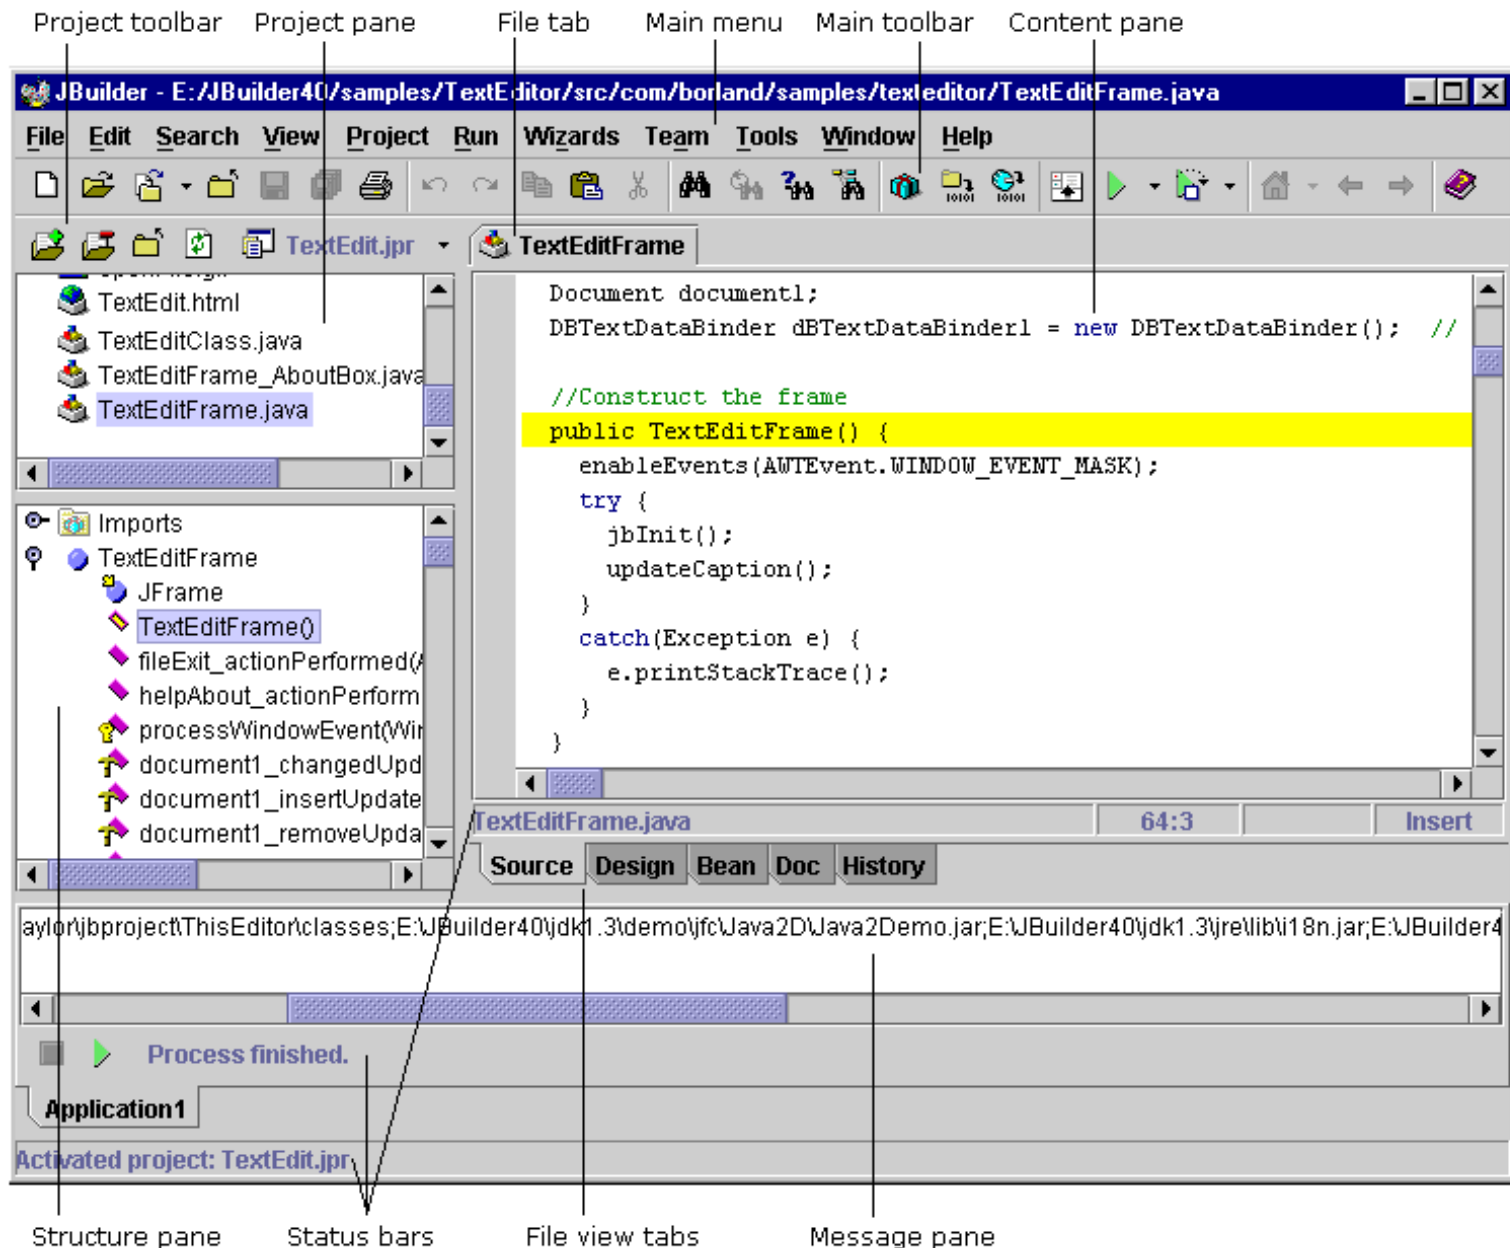 Project toolbar Project pane File tab Main menu Main toolbar Content pane
JBuilder - E:/JBuilder40/samples/TextEditor/src/com/borland/samples/texteditor/TextEditFrame.java
File Edit Search View Project Run Wizards Team Tools Window Help
TextEdit.jpr
TextEditFrame
TextEdit.html
TextEditClass.java
TextEditFrame_AboutBox.java
TextEditFrame.java
Imports
TextEditFrame
JFrame
TextEditFrame()
fileExit_actionPerformed(
helpAbout_actionPerform
processWindowEvent(Wi
document1_changedUpd
document1_insertUpdate
document1_removeUpda
Document document1;
DBTextDataBinder dBTextDataBinder1 = new DBTextDataBinder(); //
//Construct the frame
public TextEditFrame() {
enableEvents(AWTEvent.WINDOW_EVENT_MASK);
try {
jbInit();
updateCaption();
}
catch(Exception e) {
e.printStackTrace();
}
}
TextEditFrame.java 64:3 Insert
Source Design Bean Doc History
aylor\jbproject\ThisEditor\classes;E:\JBuilder40\jdk1.3\demo\jfc\Java2D\Java2Demo.jar;E:\JBuilder40\jdk1.3\jre\lib\i18n.jar;E:\JBuilder4
Process finished.
Application1
Activated project: TextEdit.jpr
Structure pane Status bars File view tabs Message pane